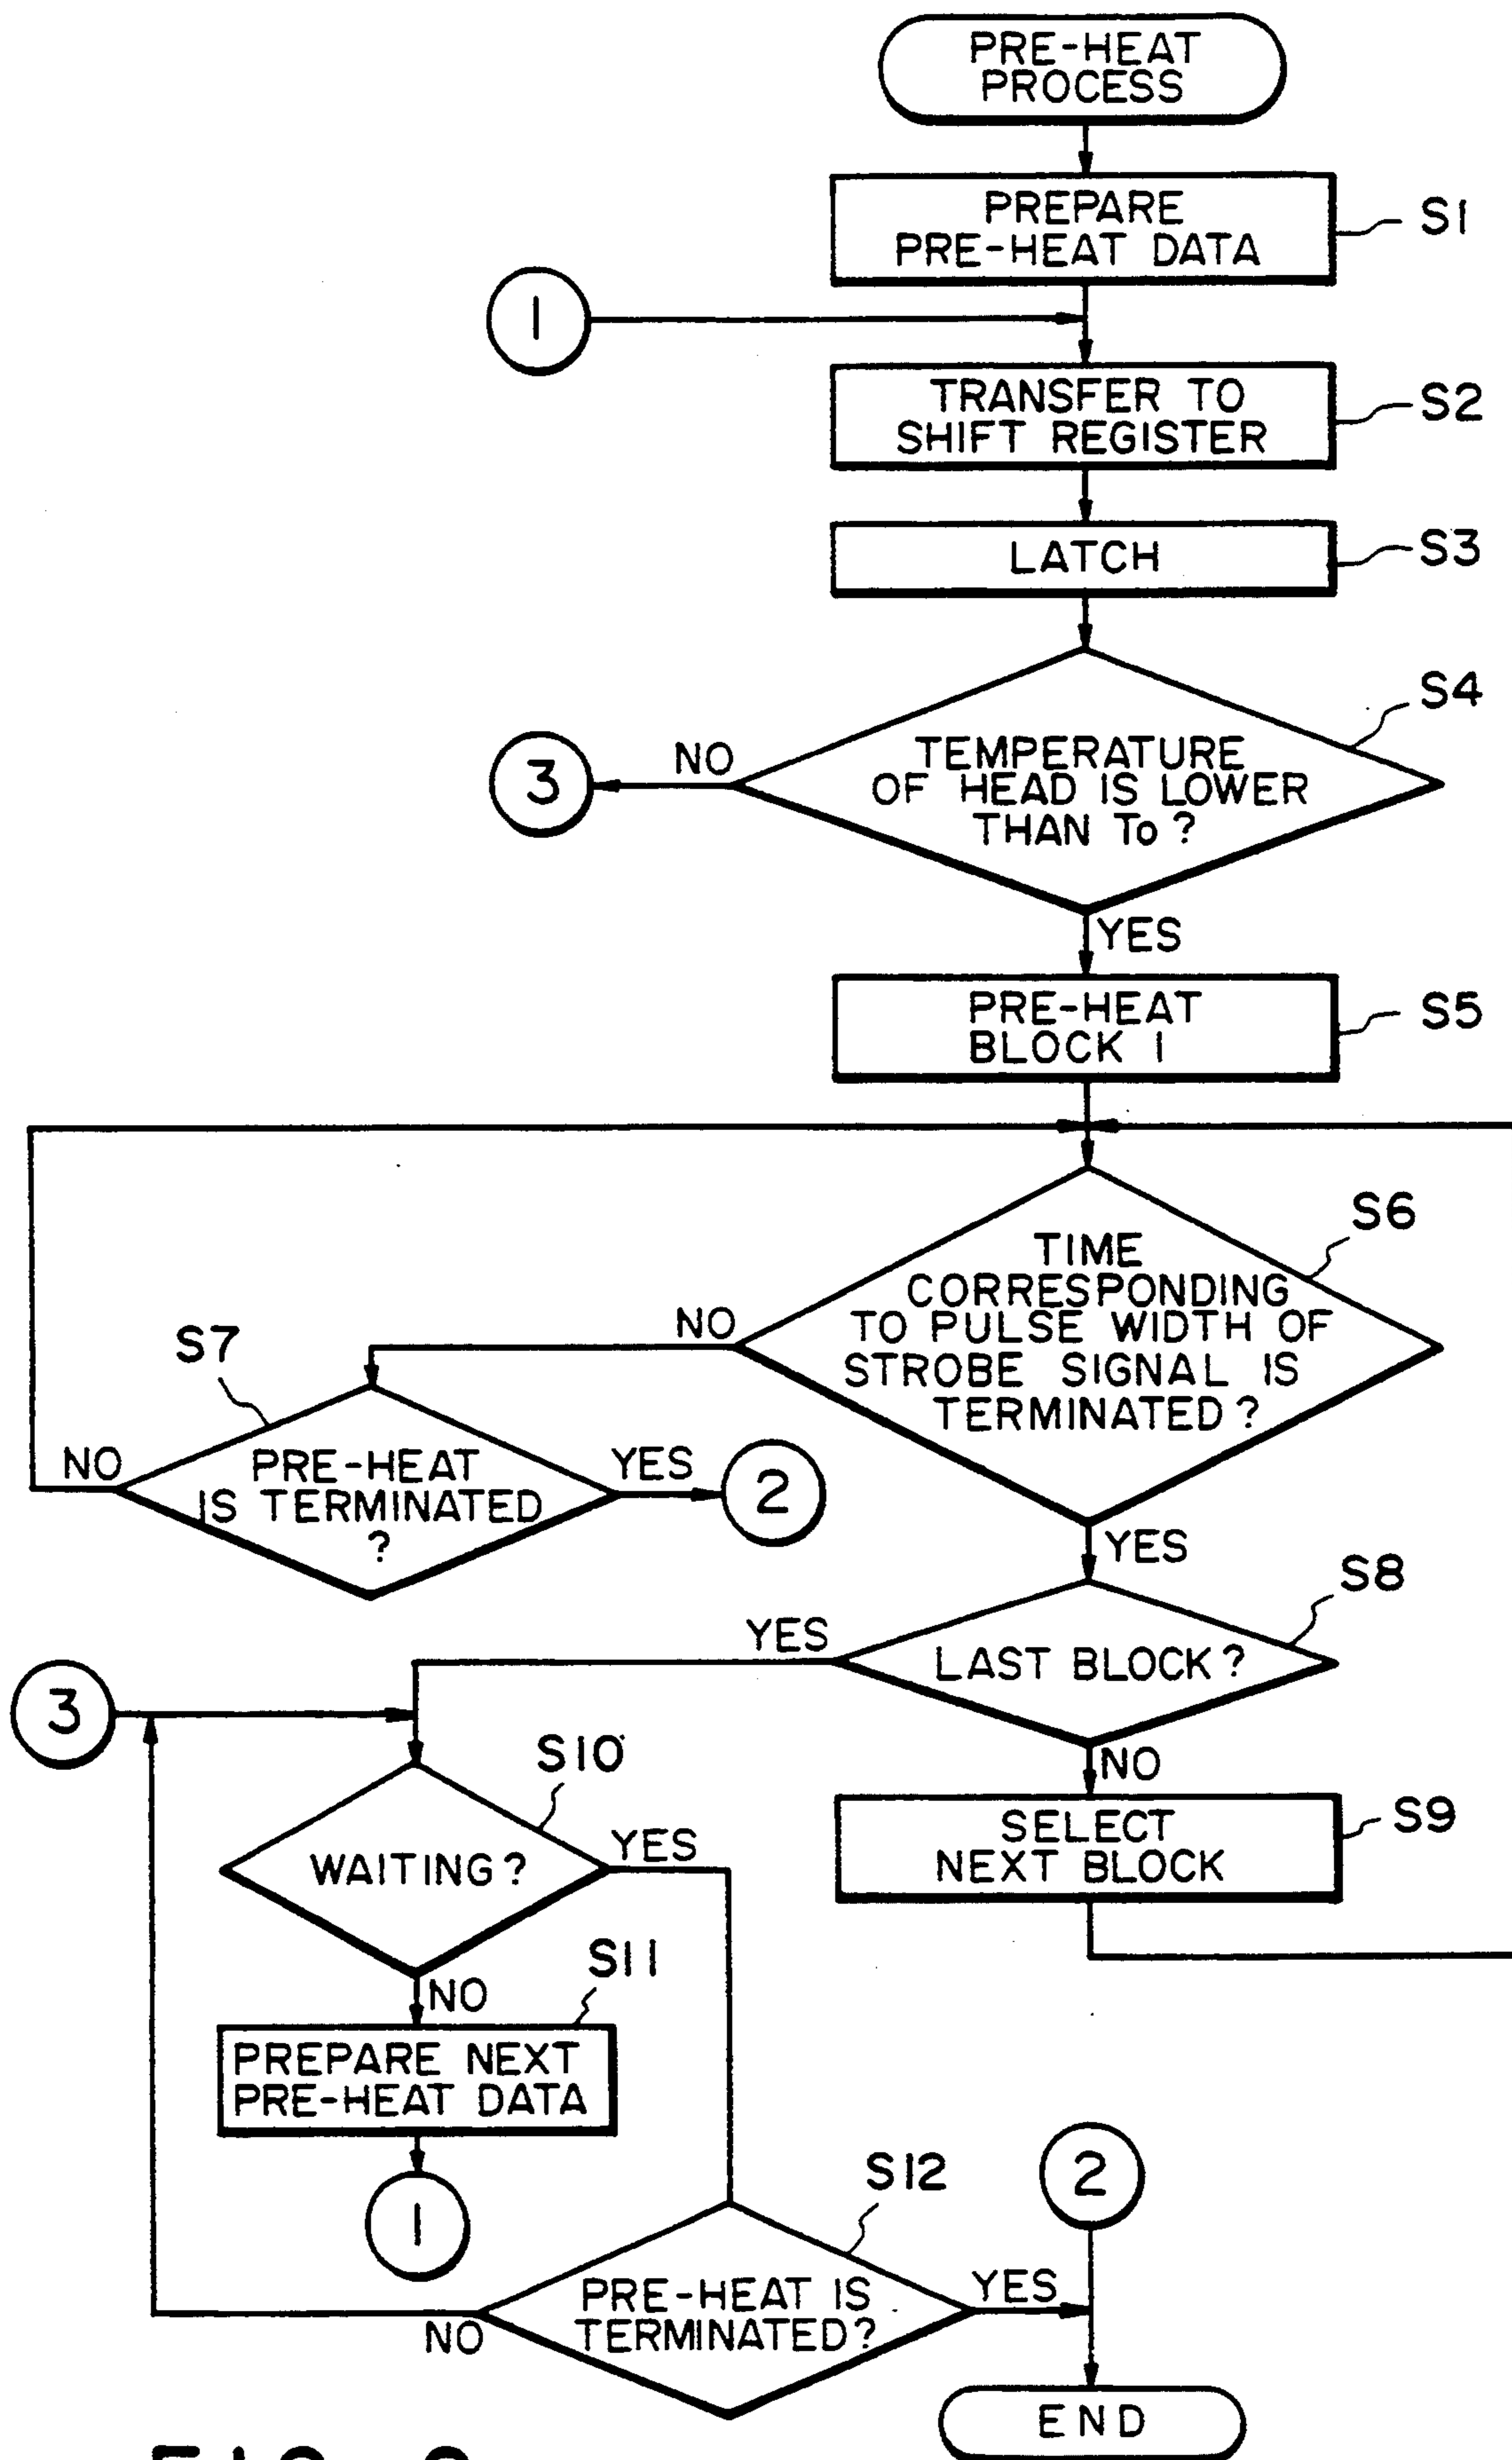 PRE-HEAT
PROCESS
PREPARE
PRE-HEAT DATA
S1
1
TRANSFER TO
SHIFT REGISTER
S2
LATCH
S3
S4
TEMPERATURE
OF HEAD IS LOWER
THAN To ?
NO
3
YES
PRE-HEAT
BLOCK 1
S5
S6
TIME
CORRESPONDING
TO PULSE WIDTH OF
STROBE SIGNAL IS
TERMINATED ?
NO
S7
PRE-HEAT
IS TERMINATED
?
NO
YES
2
YES
S8
LAST BLOCK ?
YES
3
NO
S10
WAITING ?
YES
SELECT
NEXT BLOCK
S9
NO
S11
PREPARE NEXT
PRE-HEAT DATA
1
S12
PRE-HEAT IS
TERMINATED ?
NO
YES
2
END